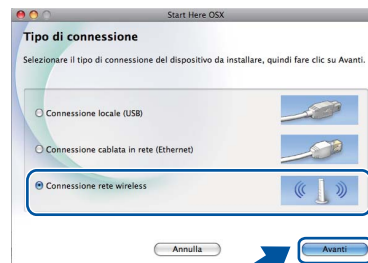 Start Here OSX
Tipo di connessione
Selezionare il tipo di connessione del dispositivo da installare, quindi fare clic su Avanti.
Connessione locale (USB)
Connessione cablata in rete (Ethernet)
Connessione rete wireless
Annulla
Avanti